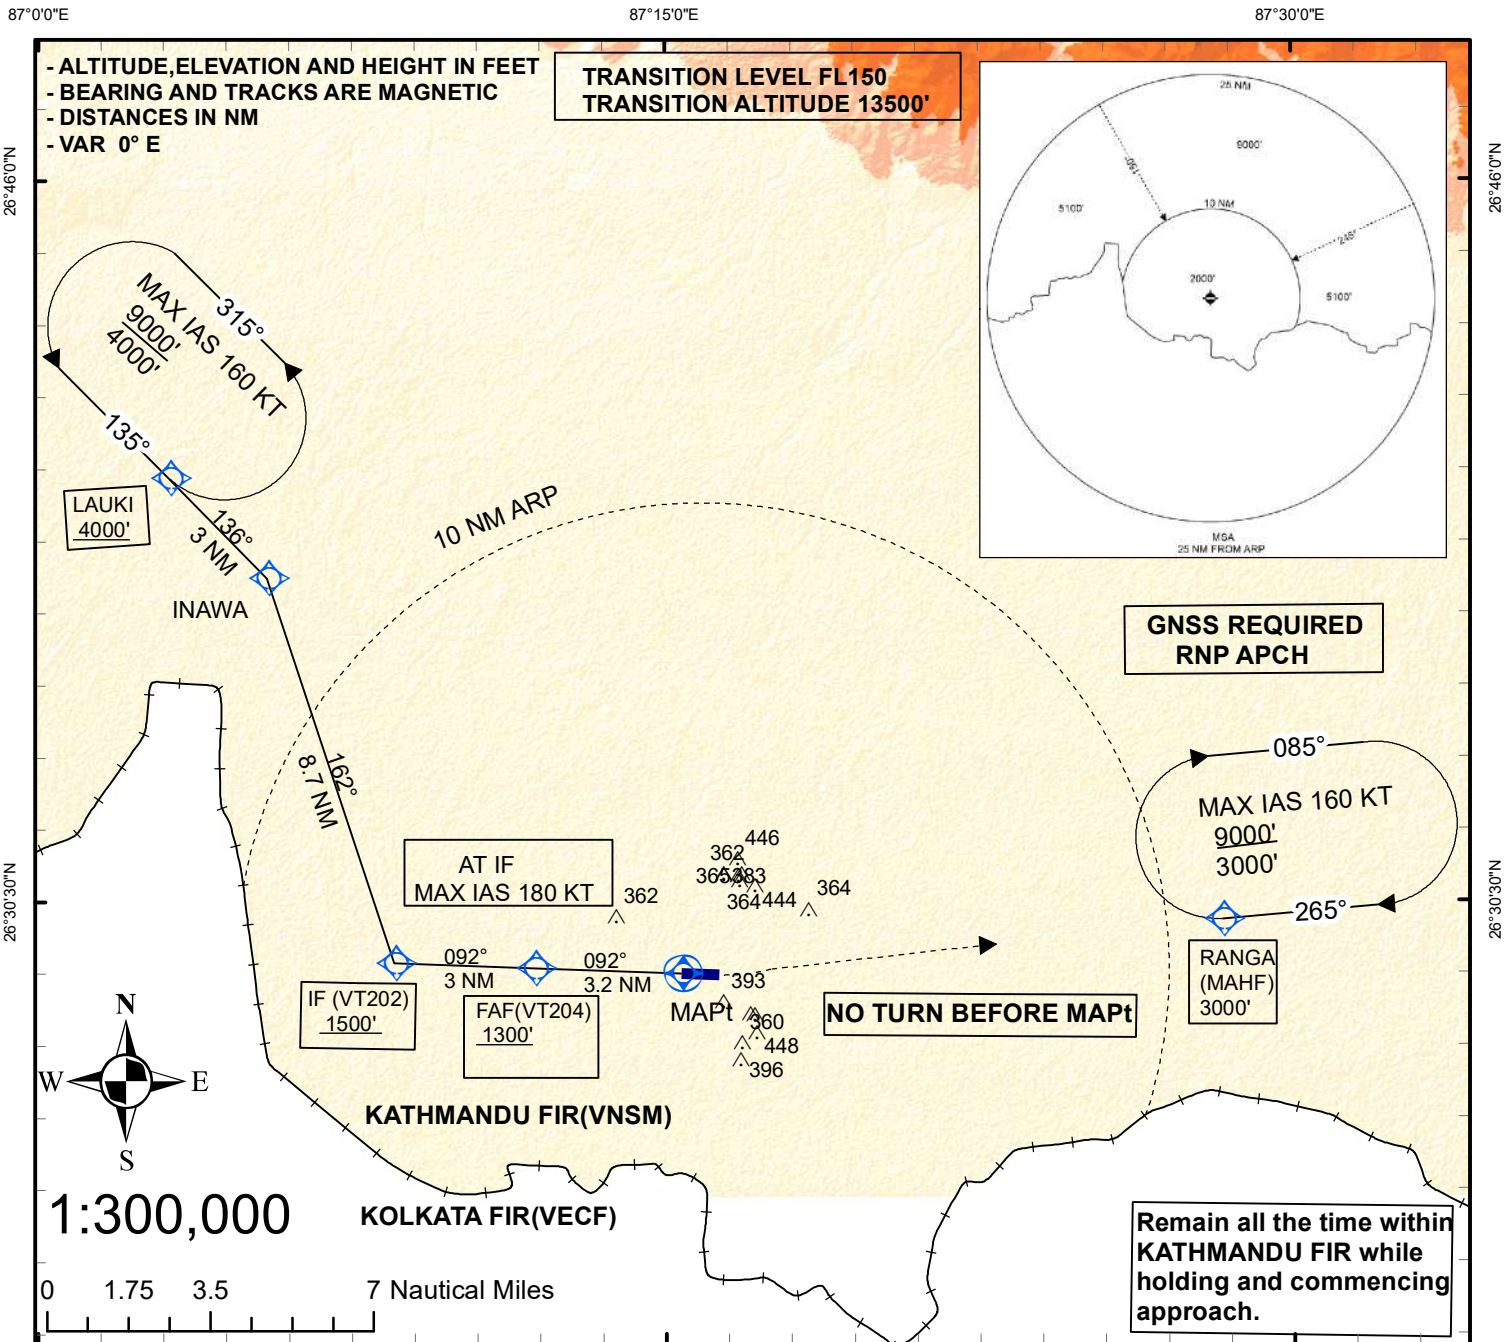 87°0'0"E
87°15'0"E
87°30'0"E
- ALTITUDE,ELEVATION AND HEIGHT IN FEET
- BEARING AND TRACKS ARE MAGNETIC
- DISTANCES IN NM
- VAR 0° E
TRANSITION LEVEL FL150
TRANSITION ALTITUDE 13500'
25 NM
9000'
150°
5100'
10 NM
245°
2000'
5100'
MSA
25 NM FROM ARP
26°46'0"N
26°46'0"N
MAX IAS 160 KT
9000'
4000'
315°
135°
LAUKI
4000'
136°
3 NM
INAWA
10 NM ARP
GNSS REQUIRED
RNP APCH
162°
8.7 NM
085°
MAX IAS 160 KT
9000'
3000'
265°
RANGA
(MAHF)
3000'
AT IF
MAX IAS 180 KT
446
362
365
383
364
444
364
362
26°30'30"N
26°30'30"N
092°
3 NM
092°
3.2 NM
IF (VT202)
1500'
FAF(VT204)
1300'
MAPt
393
360
448
396
NO TURN BEFORE MAPt
N
W
E
S
KATHMANDU FIR(VNSM)
1:300,000
KOLKATA FIR(VECF)
0 1.75 3.5 7 Nautical Miles
Remain all the time within
KATHMANDU FIR while
holding and commencing
approach.